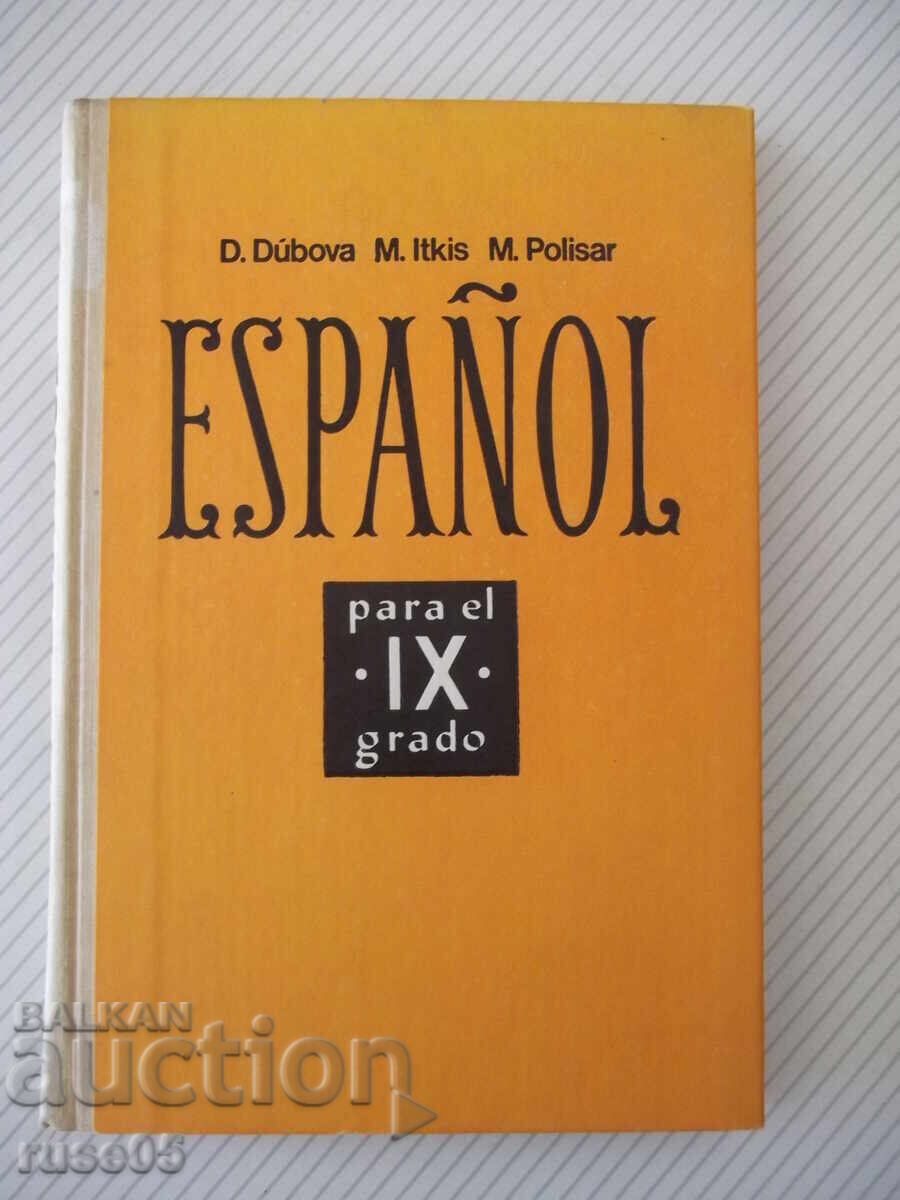 D. Dúbova M. Itkis M. Polisar
ESPAÑOL
para el
· IX ·
grado
BALKAN
auction
ruse05